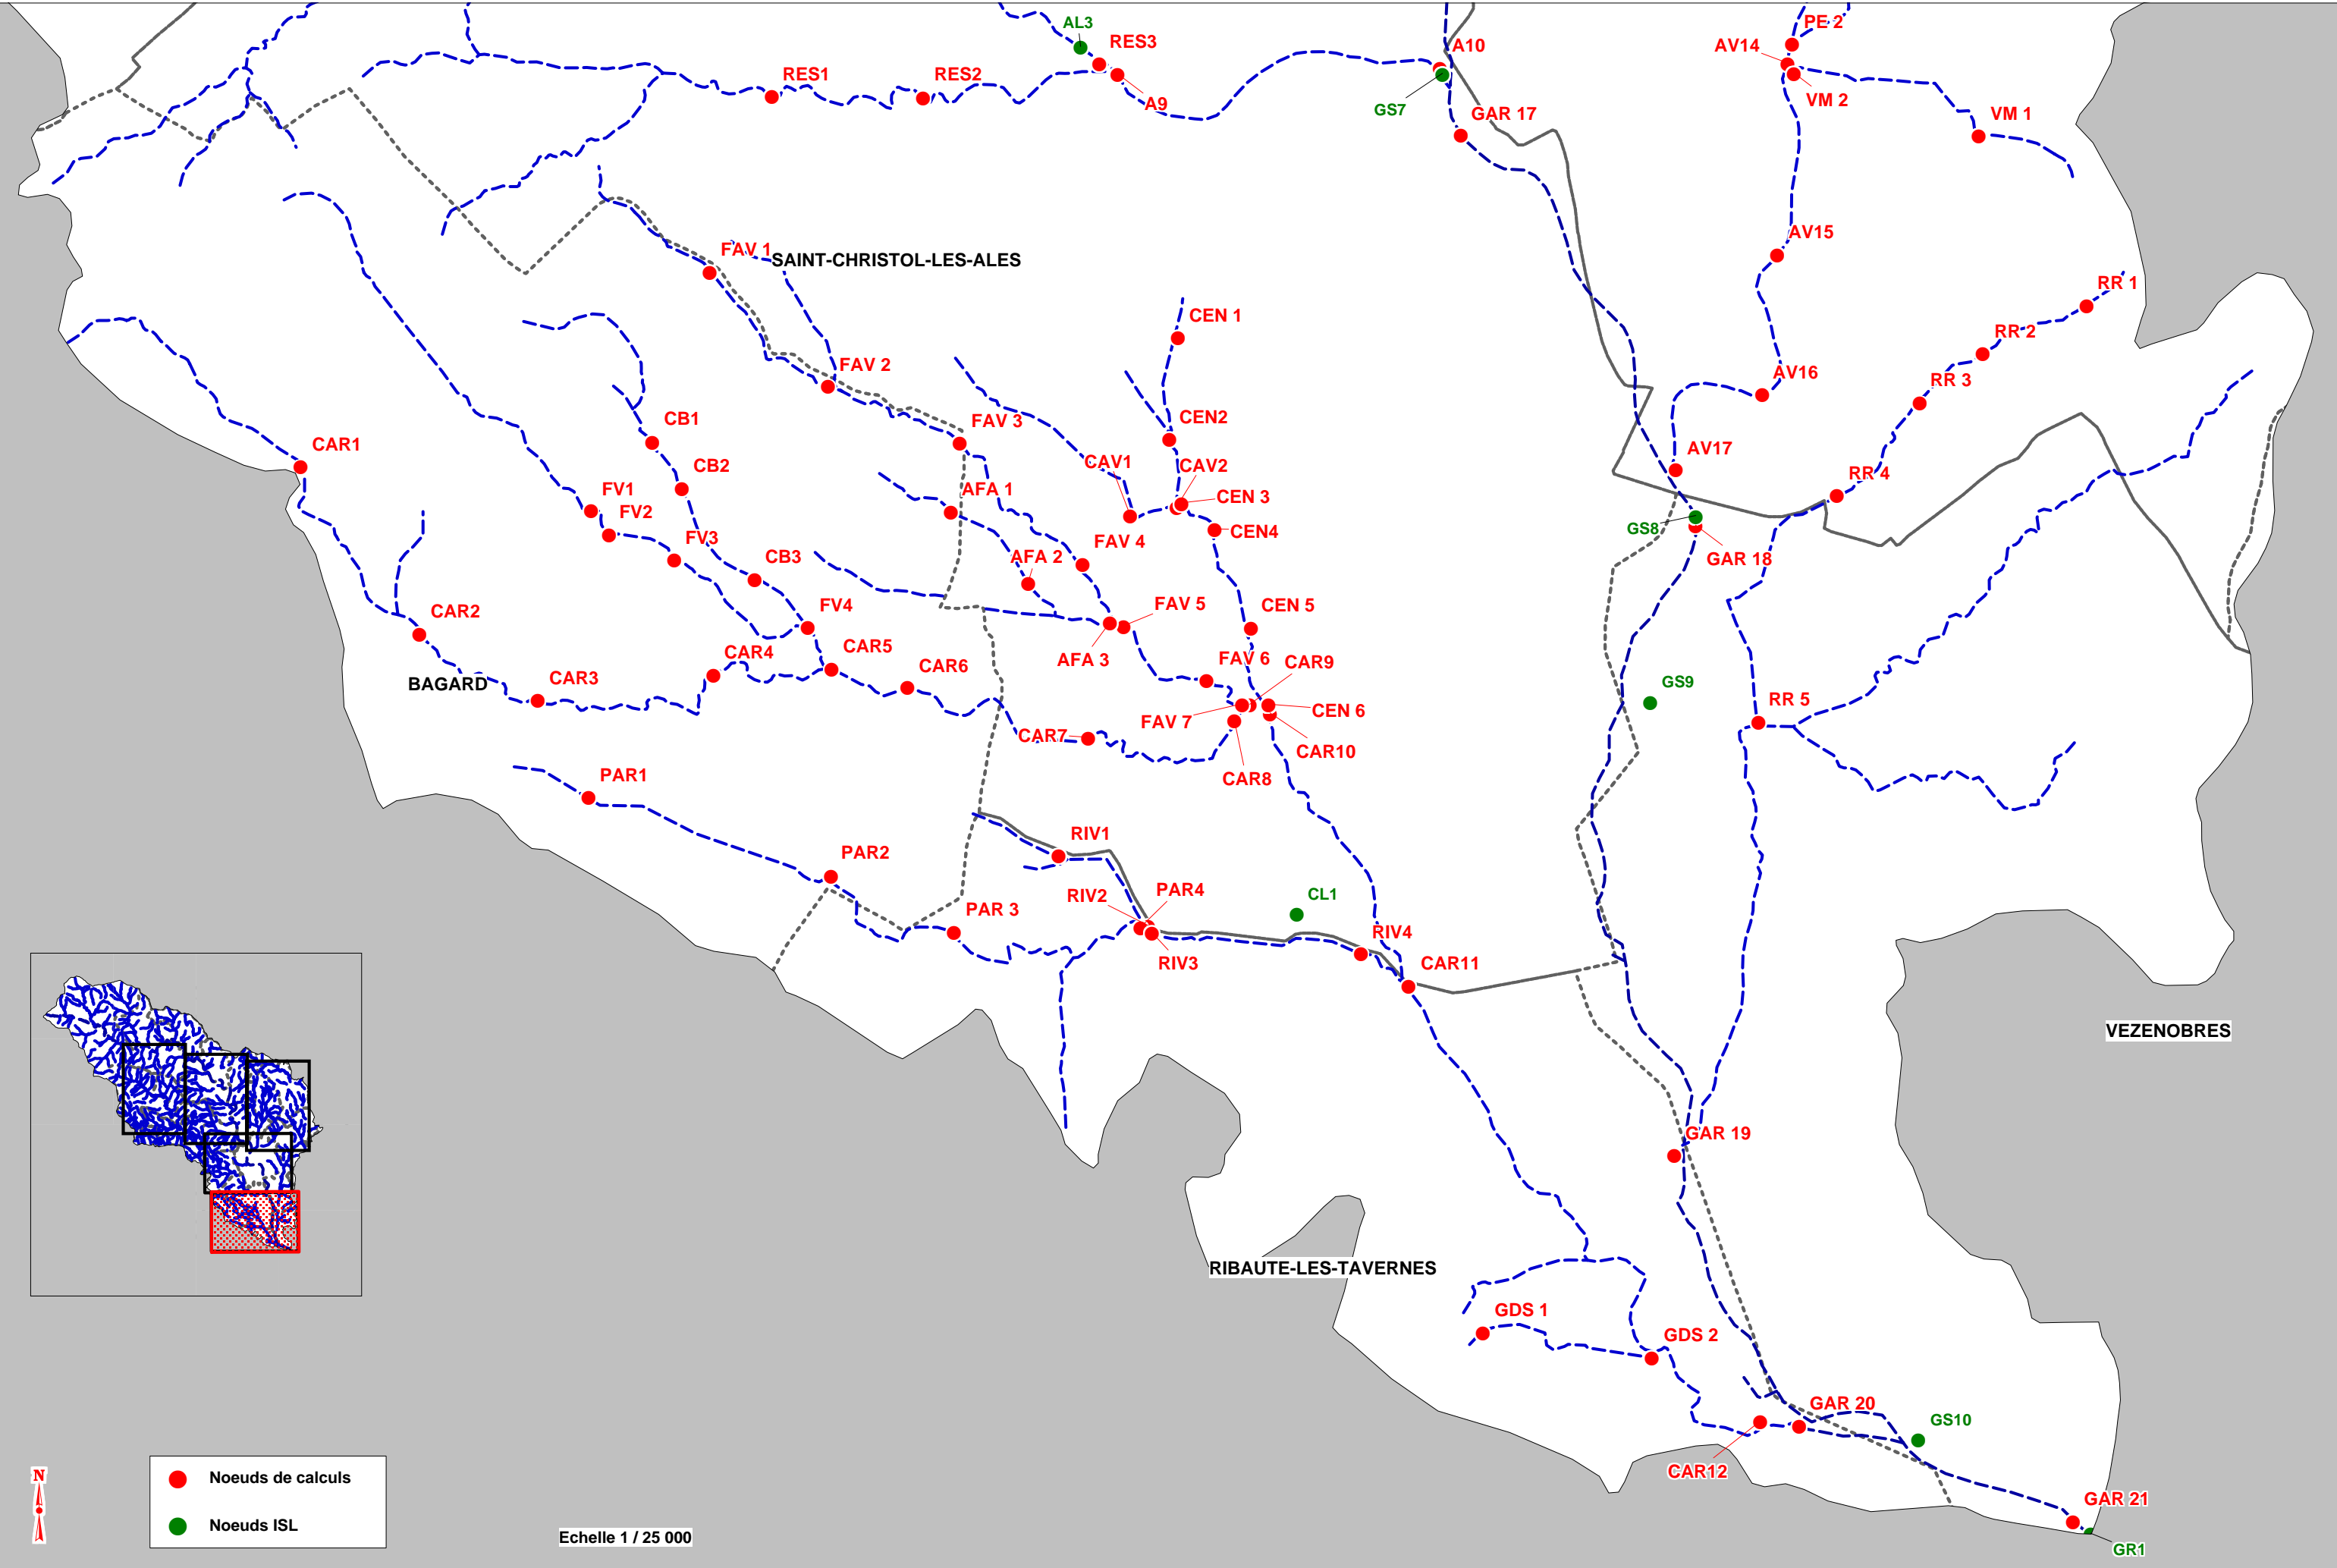 PE 2
AL3
RES3
A10
AV14
RES1
RES2
A9
GS7
GAR 17
VM 2
VM 1
FAV 1
SAINT-CHRISTOL-LES-ALES
AV15
RR 1
CEN 1
RR 2
FAV 2
AV16
RR 3
CAR1
CB1
FAV 3
CEN2
AV17
CB2
CAV1
CAV2
RR 4
FV1
AFA 1
CEN 3
FV2
GS8
CEN4
FV3
CB3
AFA 2
FAV 4
GAR 18
CAR2
FV4
FAV 5
CEN 5
CAR4
CAR5
CAR6
AFA 3
FAV 6
CAR9
BAGARD
CAR3
GS9
RR 5
CAR7
FAV 7
CEN 6
CAR10
PAR1
CAR8
RIV1
PAR2
RIV2
PAR4
CL1
PAR 3
RIV4
RIV3
CAR11
VEZENOBRES
GAR 19
RIBAUTE-LES-TAVERNES
GDS 1
GDS 2
GAR 20
GS10
CAR12
N
Noeuds de calculs
Noeuds ISL
Echelle 1 / 25 000
GAR 21
GR1